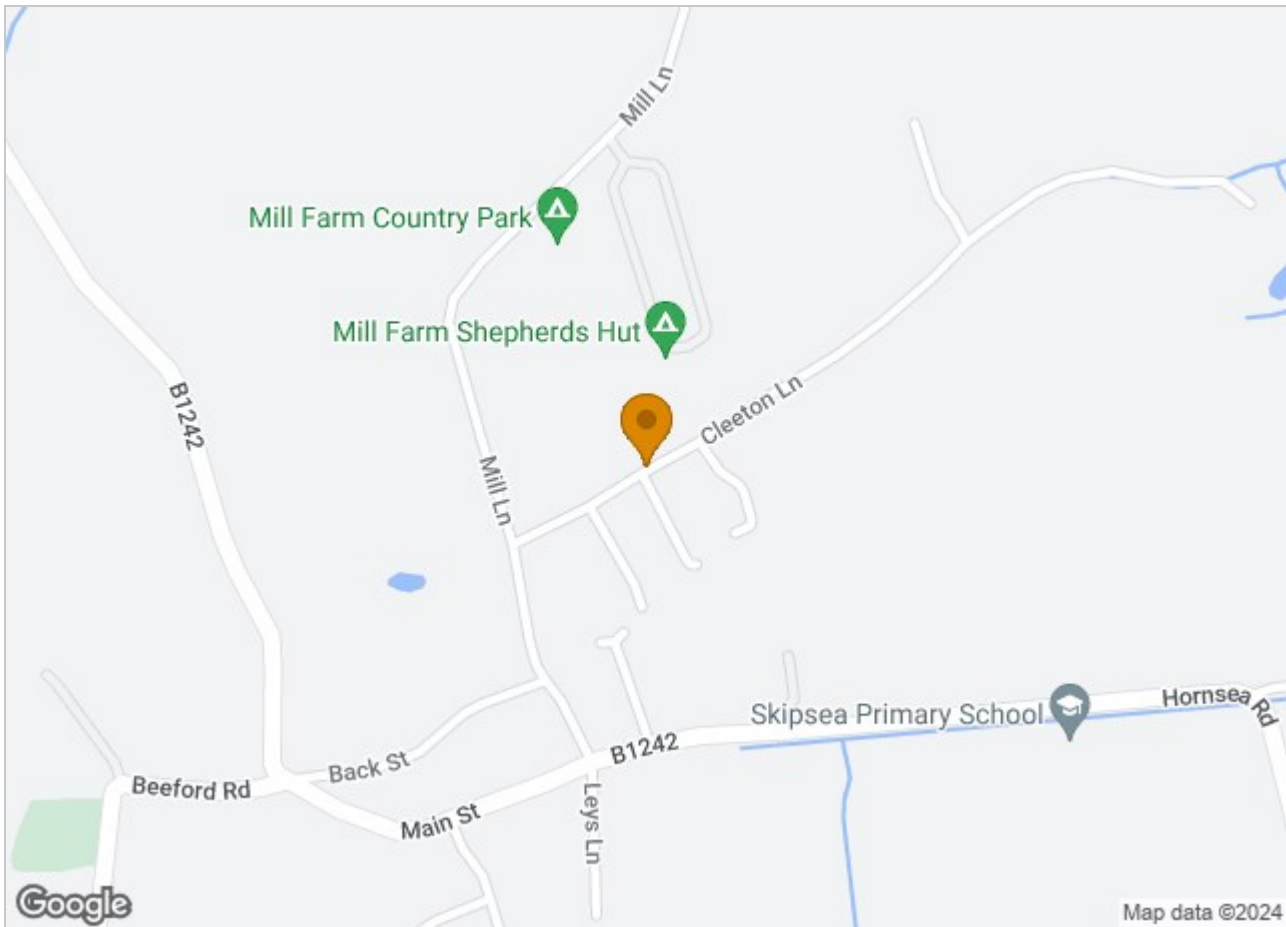 Mill Ln
Mill Farm Country Park
Mill Farm Shepherds Hut
B1242
Cleeton Ln
Mill Ln
Skipsea Primary School
Hornsea Rd
B1242
Back St
Beeford Rd
Main St
Leys Ln
Google
Map data ©2024